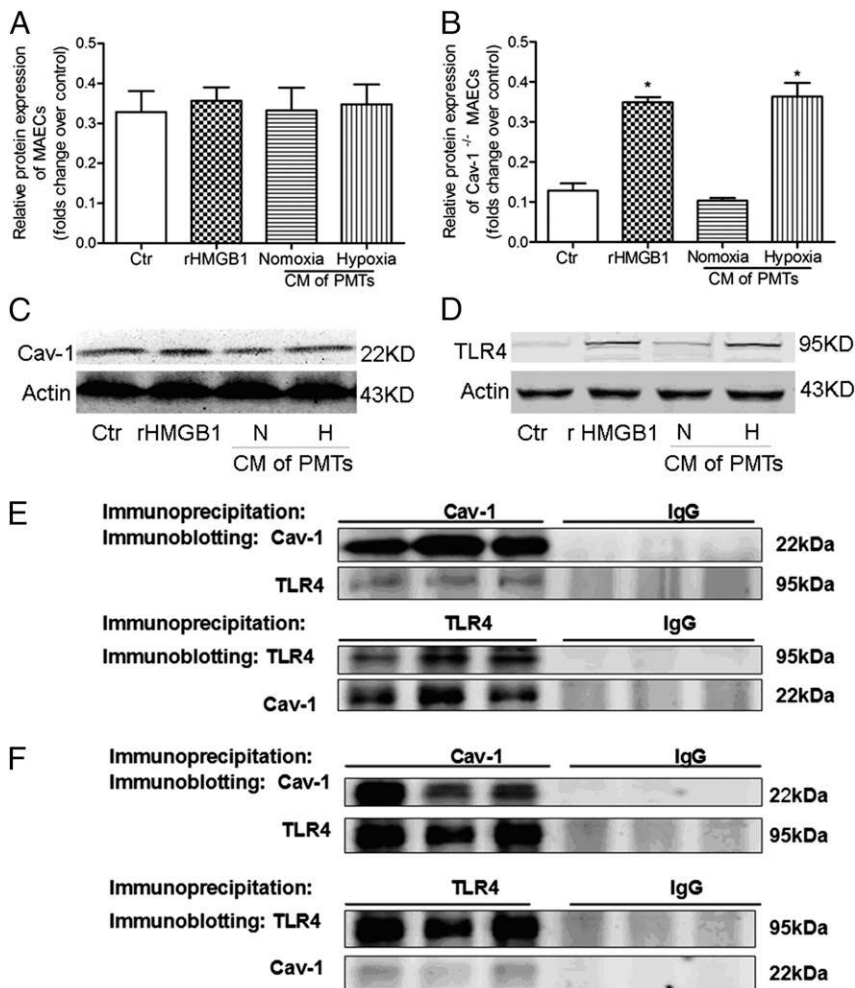 A
Relative protein expression
of MAECs
(folds change over control)
0.5
0.4
0.3
0.2
0.1
0.0
Ctr
rHMGB1
Nomoxia
Hypoxia
CM of PMTs
B
Relative protein expression
of Cav-1 -/- MAECs
(folds change over control)
0.5
0.4
0.3
0.2
0.1
0.0
*
*
Ctr
rHMGB1
Nomoxia
Hypoxia
CM of PMTs
C
Cav-1
22KD
Actin
43KD
Ctr rHMGB1 N H
CM of PMTs
D
TLR4
95KD
Actin
43KD
Ctr r HMGB1 N H
CM of PMTs
E
Immunoprecipitation: Cav-1 IgG
Immunoblotting: Cav-1 22kDa
TLR4 95kDa
Immunoprecipitation: TLR4 IgG
Immunoblotting: TLR4 95kDa
Cav-1 22kDa
F
Immunoprecipitation: Cav-1 IgG
Immunoblotting: Cav-1 22kDa
TLR4 95kDa
Immunoprecipitation: TLR4 IgG
Immunoblotting: TLR4 95kDa
Cav-1 22kDa